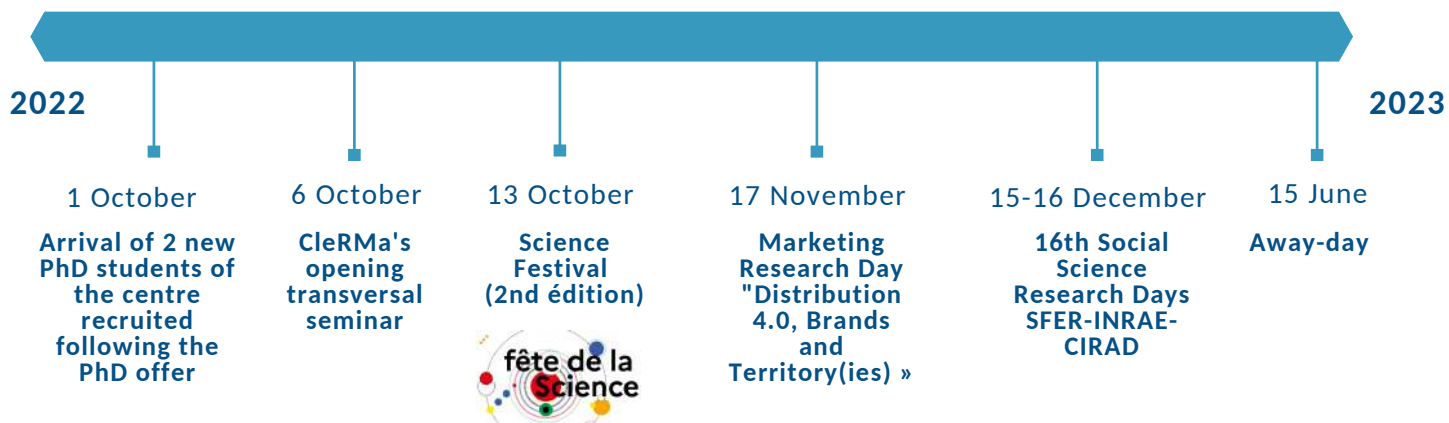 2022
2023
1 October
Arrival of 2 new
PhD students of
the centre
recruited
following the
PhD offer
6 October
CleRMa's
opening
transversal
seminar
13 October
Science
Festival
(2nd édition)
fête de la
Science
17 November
Marketing
Research Day
"Distribution
4.0, Brands
and
Territory(ies) »
15-16 December
16th Social
Science
Research Days
SFER-INRAE-
CIRAD
15 June
Away-day